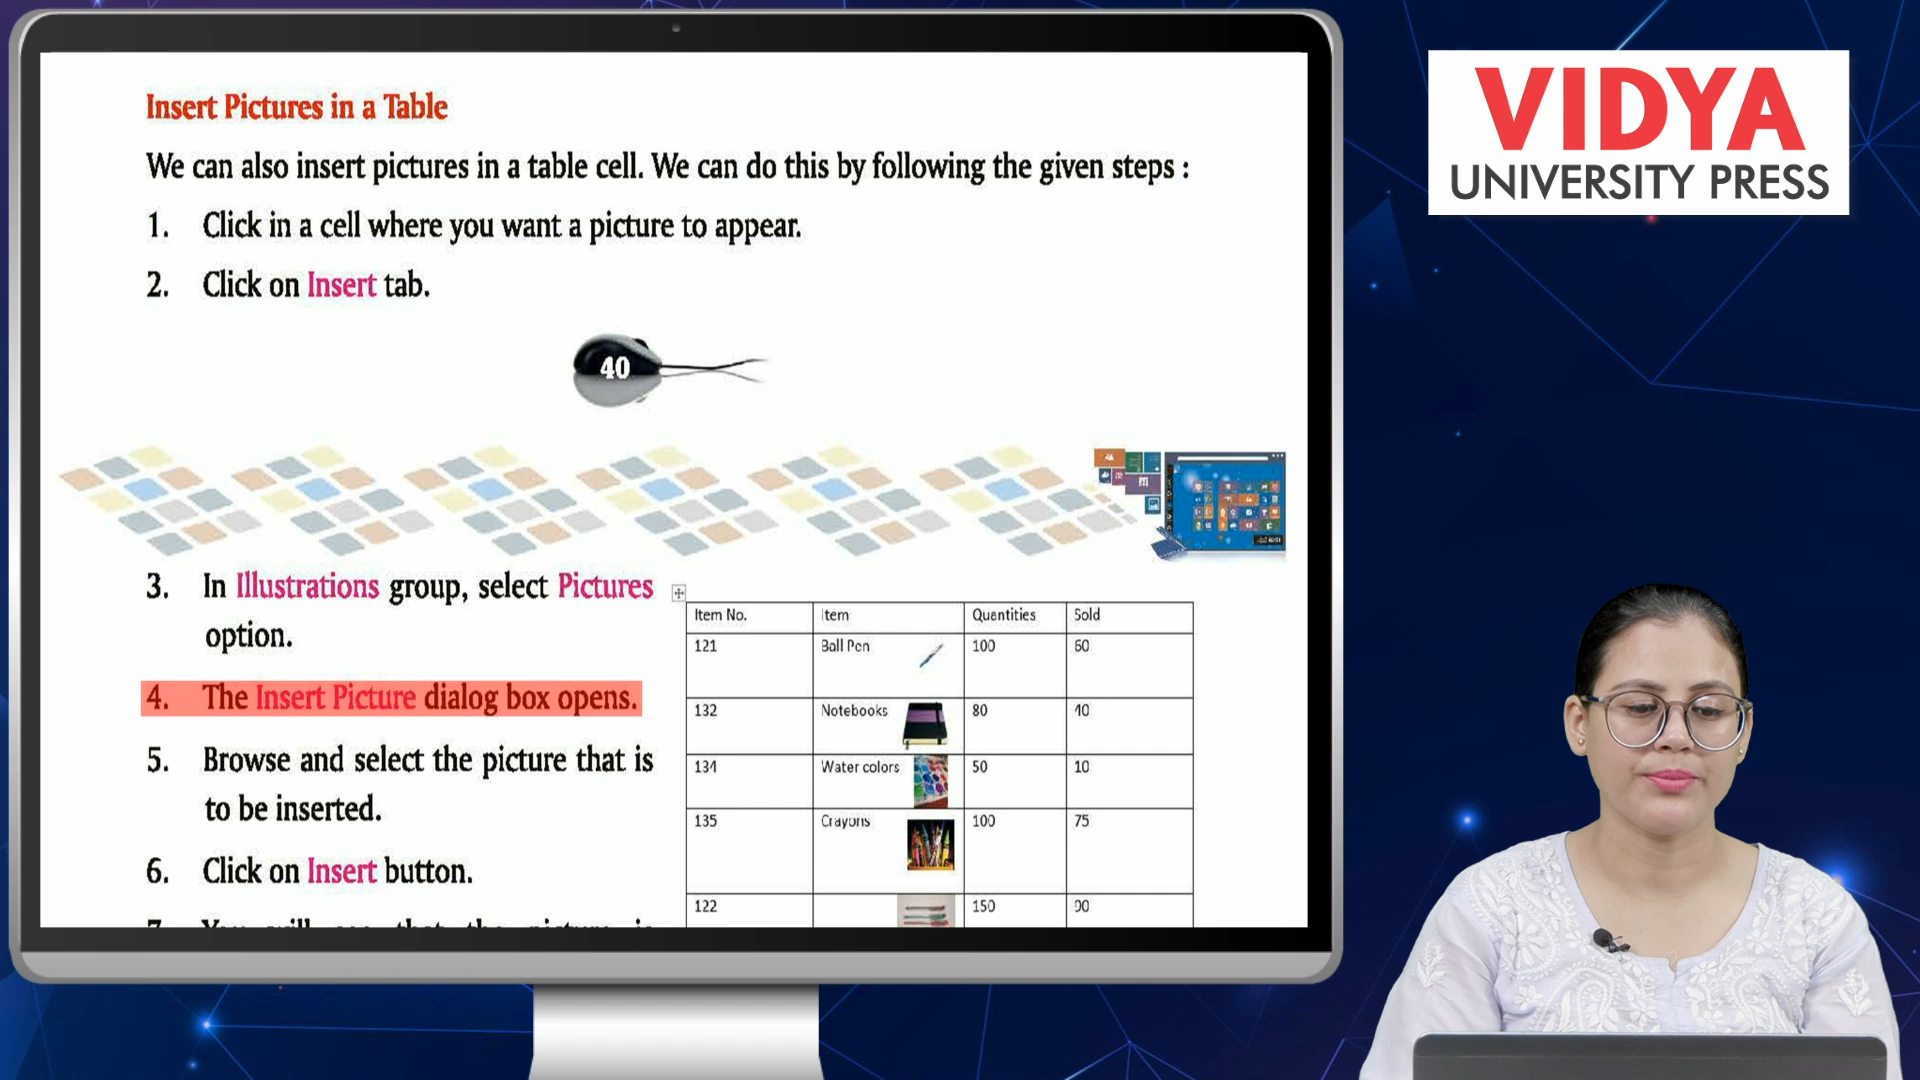 Insert Pictures in a Table
We can also insert pictures in a table cell. We can do this by following the given steps :
1. Click in a cell where you want a picture to appear.
2. Click on Insert tab.
40
3. In Illustrations group, select Pictures
option.
4. The Insert Picture dialog box opens.
5. Browse and select the picture that is
to be inserted.
6. Click on Insert button.
Item No. Item Quantities Sold
121 Ball Pen 100 60
132 Notebooks 80 40
134 Water colors 50 10
135 Crayons 100 75
122 150 90
VIDYA
UNIVERSITY PRESS